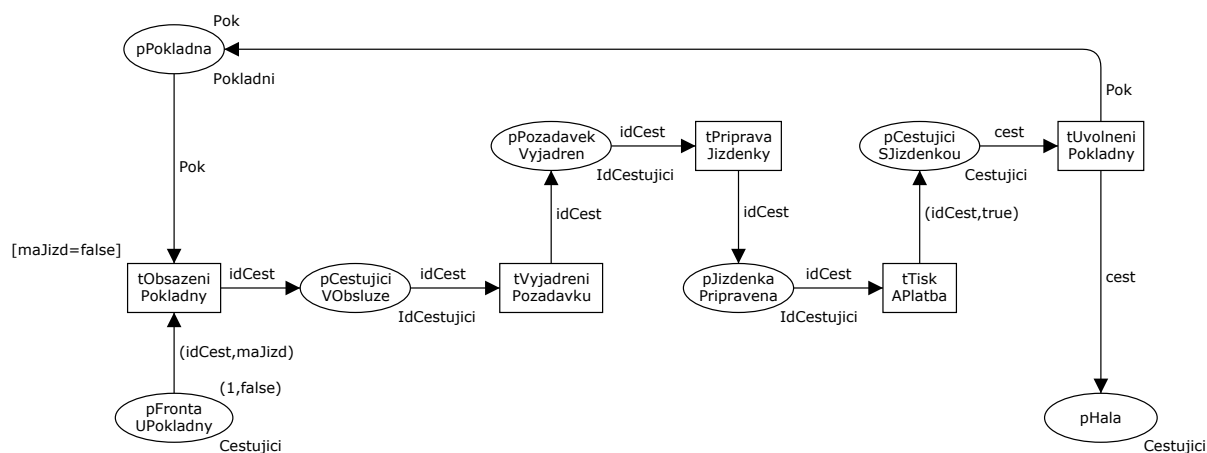 Pok
pPokladna
Pokladni
Pok
Pok
pPozadavek
Vyjadren
idCest
IdCestujici
tPriprava
Jizdenky
pCestujici
SJizdenkou
cest
Cestujici
tUvolneni
Pokladny
idCest
idCest
(idCest,true)
[maJizd=false]
tObsazeni
Pokladny
idCest
pCestujici
VObsluze
idCest
IdCestujici
tVyjadreni
Pozadavku
pJizdenka
Pripravena
idCest
IdCestujici
tTisk
APlatba
cest
(idCest,maJizd)
(1,false)
pFronta
UPokladny
Cestujici
pHala
Cestujici